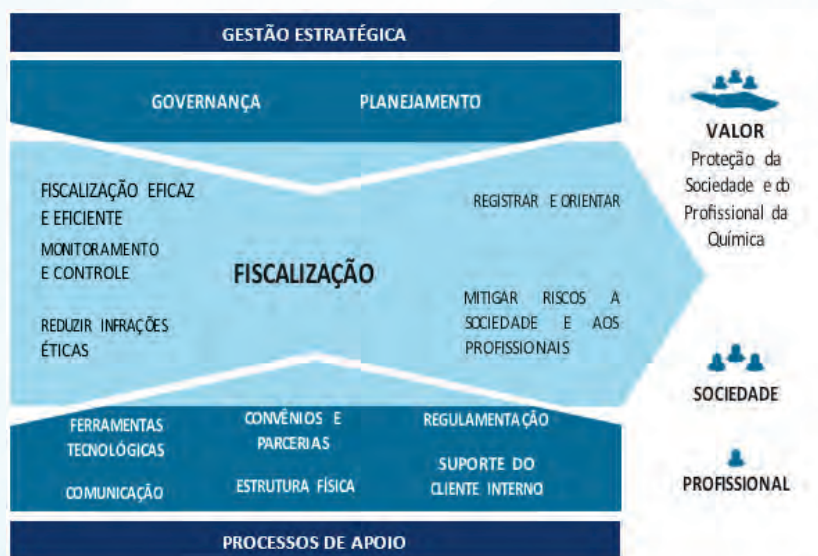 GESTÃO ESTRATÉGICA
GOVERNANÇA PLANEJAMENTO
FISCALIZAÇÃO EFICAZ
E EFICIENTE
MONITORAMENTO
E CONTROLE
REDUZIR INFRAÇÕES
ÉTICAS
FISCALIZAÇÃO
REGISTRAR E ORIENTAR
MITIGAR RISCOS A
SOCIEDADE E AOS
PROFISSIONAIS
FERRAMENTAS
TECNOLÓGICAS
COMUNICAÇÃO
CONVÊNIOS E
PARCERIAS
ESTRUTURA FÍSICA
REGULAMENTAÇÃO
SUPORTE DO
CLIENTE INTERNO
PROCESSOS DE APOIO
VALOR
Proteção da
Sociedade e do
Profissional da
Química
SOCIEDADE
PROFISSIONAL